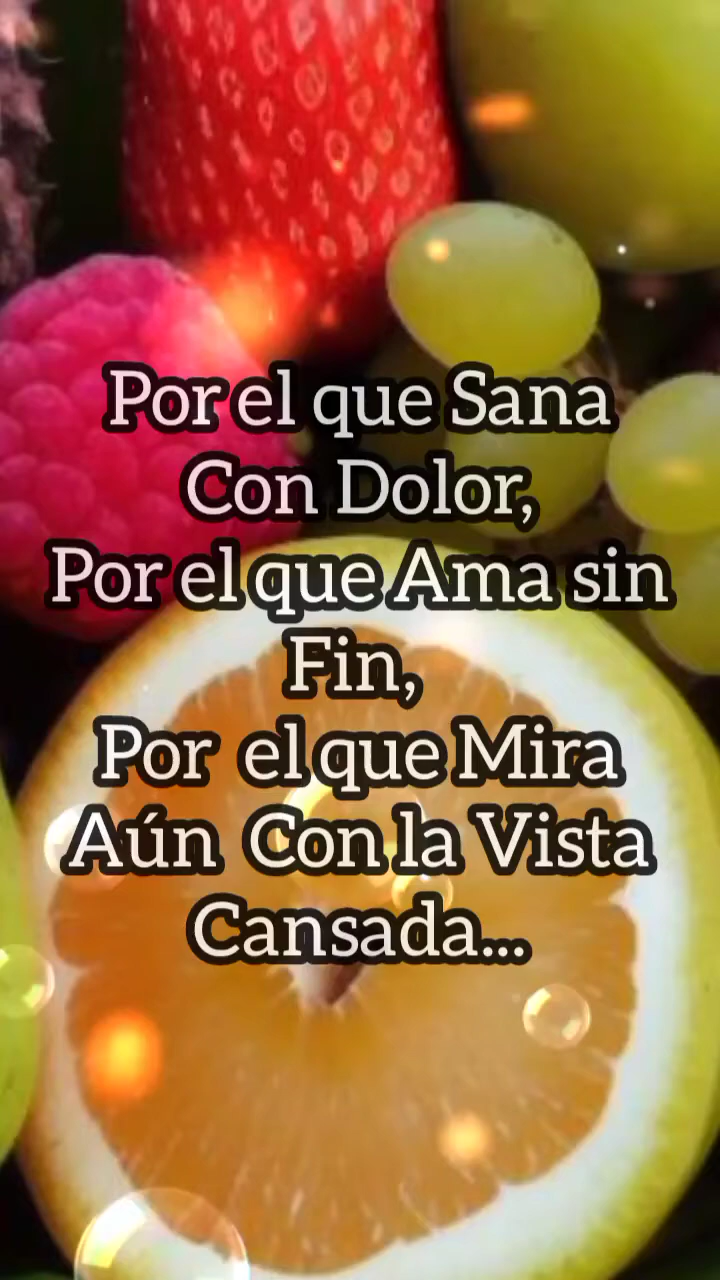 Por el que Sana
Con Dolor,
Por el que Ama sin
Fin,
Por el que Mira
Aún Con la Vista
Cansada...